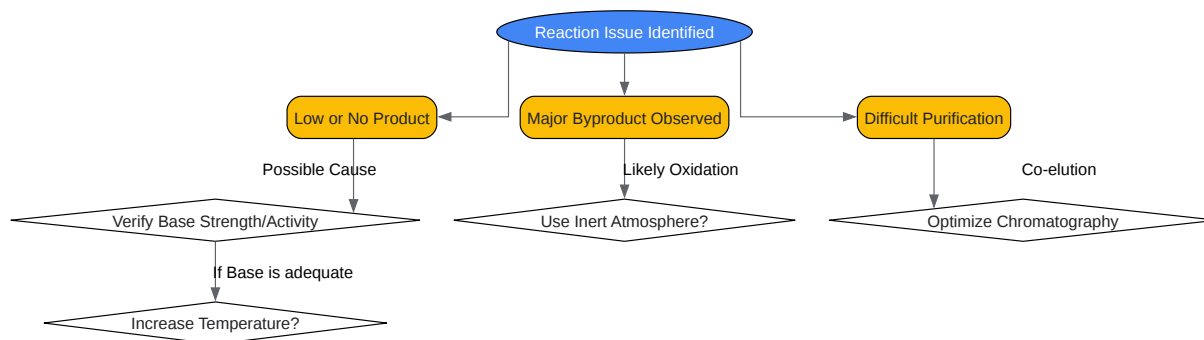 Reaction Issue Identified
Low or No Product
Major Byproduct Observed
Difficult Purification
Possible Cause
Likely Oxidation
Co-elution
Verify Base Strength/Activity
Use Inert Atmosphere?
Optimize Chromatography
If Base is adequate
Increase Temperature?